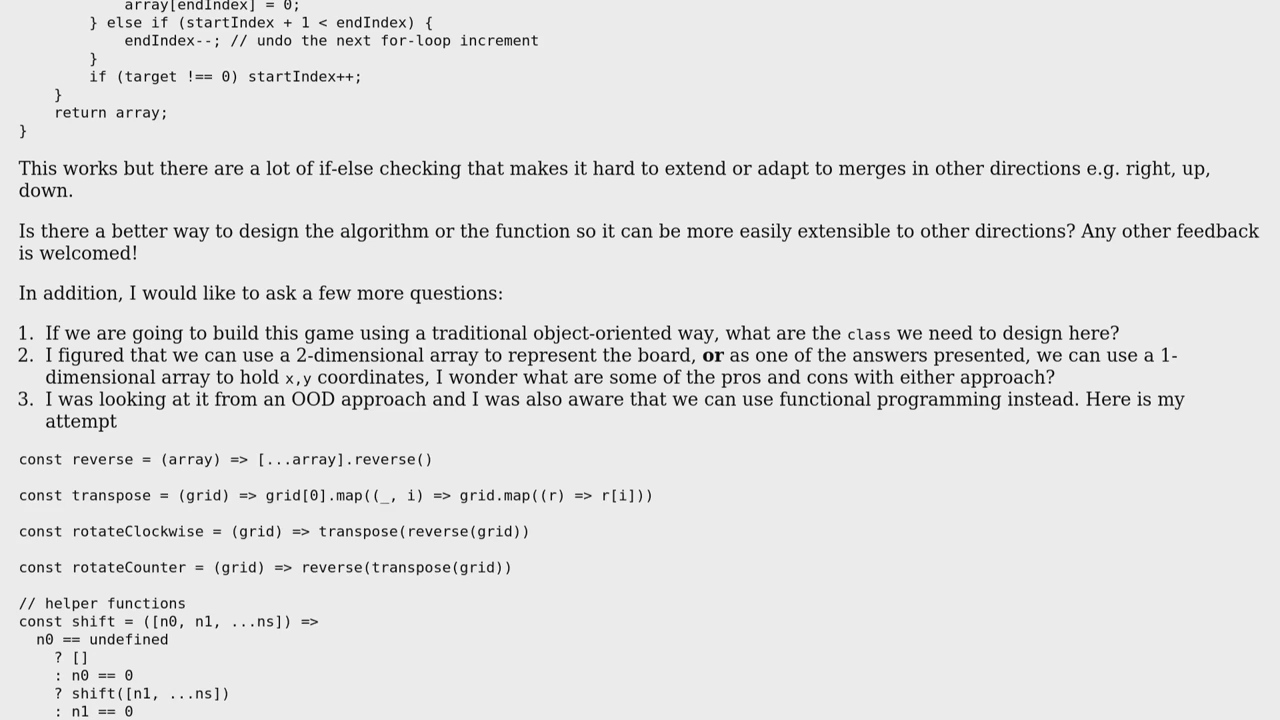 array[endIndex] = 0;
} else if (startIndex + 1 < endIndex) {
endIndex--; // undo the next for-loop increment
}
if (target !== 0) startIndex++;
}
return array;
}
This works but there are a lot of if-else checking that makes it hard to extend or adapt to merges in other directions e.g. right, up,
down.
Is there a better way to design the algorithm or the function so it can be more easily extensible to other directions? Any other feedback
is welcomed!
In addition, I would like to ask a few more questions:
1. If we are going to build this game using a traditional object-oriented way, what are the class we need to design here?
2. I figured that we can use a 2-dimensional array to represent the board, or as one of the answers presented, we can use a 1-
dimensional array to hold x,y coordinates, I wonder what are some of the pros and cons with either approach?
3. I was looking at it from an OOD approach and I was also aware that we can use functional programming instead. Here is my
attempt
const reverse = (array) => [...array].reverse()
const transpose = (grid) => grid[0].map((_, i) => grid.map((r) => r[i]))
const rotateClockwise = (grid) => transpose(reverse(grid))
const rotateCounter = (grid) => reverse(transpose(grid))
// helper functions
const shift = ([n0, n1, ...ns]) =>
n0 == undefined
? []
: n0 == 0
? shift([n1, ...ns])
: n1 == 0